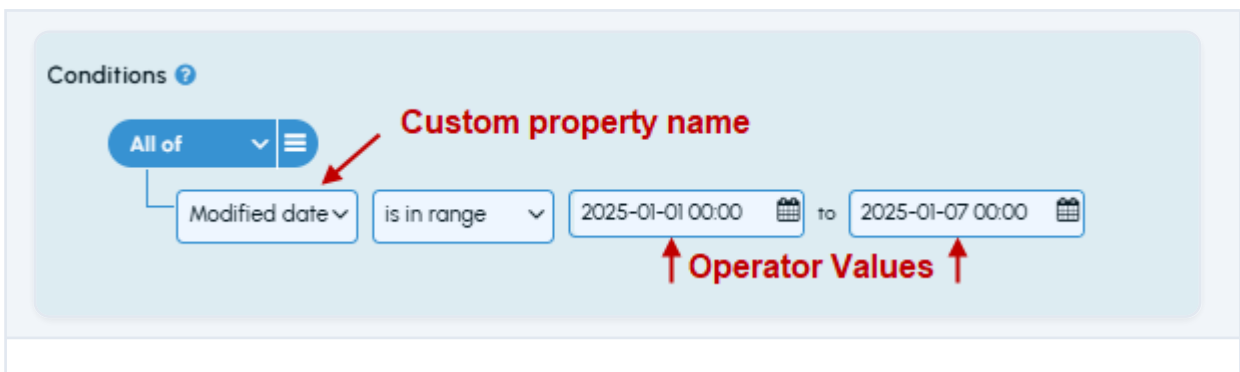 Conditions
Custom property name
All of
Modified date is in range 2025-01-01 00:00 to 2025-01-07 00:00
Operator Values